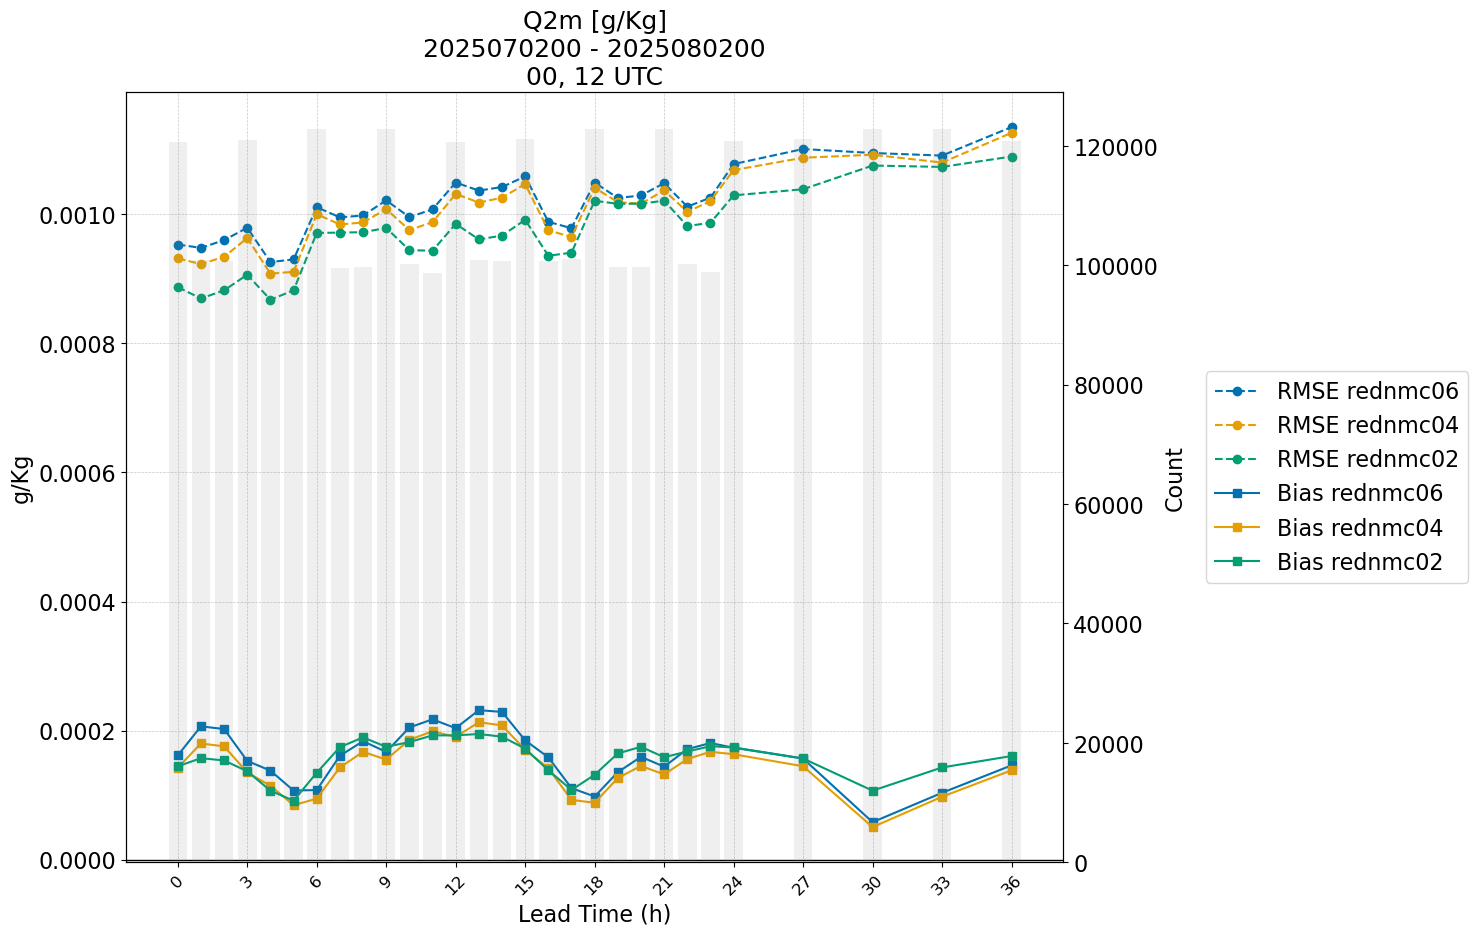 Q2m [g/Kg]
2025070200 - 2025080200
00, 12 UTC
g/Kg
0.0010
0.0008
0.0006
0.0004
0.0002
0.0000
120000
100000
80000
60000
40000
20000
0
Count
0 3 6 9 12 15 18 21 24 27 30 33 36
Lead Time (h)
RMSE rednmc06
RMSE rednmc04
RMSE rednmc02
Bias rednmc06
Bias rednmc04
Bias rednmc02